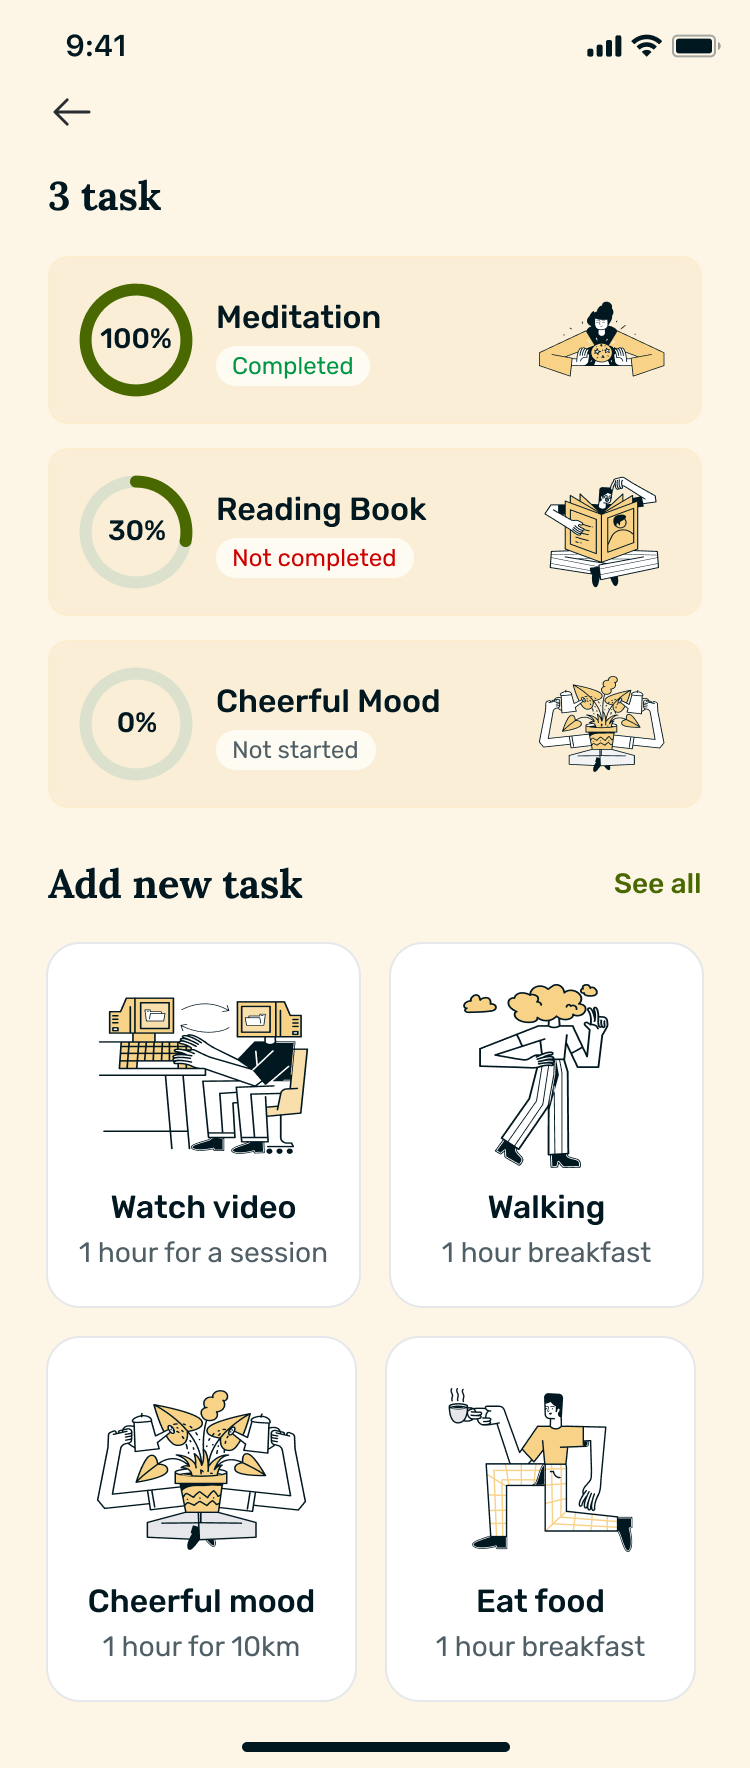 9:41
3 task
100%
Meditation
Completed
30%
Reading Book
Not completed
0%
Cheerful Mood
Not started
Add new task
See all
Watch video
1 hour for a session
Walking
1 hour breakfast
Cheerful mood
1 hour for 10km
Eat food
1 hour breakfast